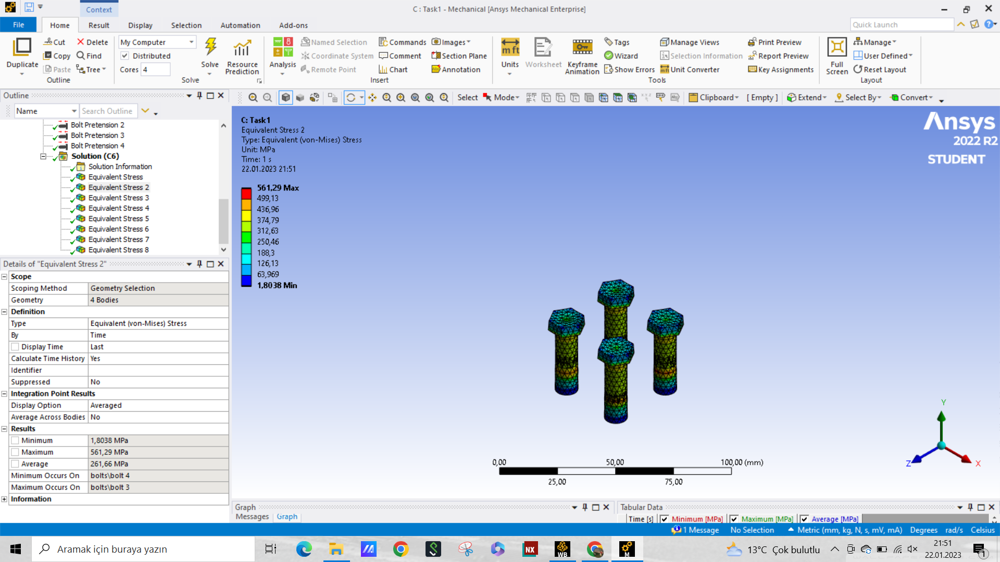 Context
C : Task1 - Mechanical [Ansys Mechanical Enterprise]
File Home Result Display Selection Automation Add-ons
Quick Launch
Duplicate
Cut
Copy
Paste
Delete
Find
Tree
Outline
My Computer
Distributed
Cores 4
Solve
Resource Prediction
Solve
Analysis
Named Selection
Coordinate System
Remote Point
Commands
Comment
Chart
Images
Section Plane
Annotation
Insert
mft
Units
Worksheet
Keyframe Animation
Tags
Wizard
Show Errors
Manage Views
Selection Information
Unit Converter
Print Preview
Report Preview
Key Assignments
Tools
Full Screen
Manage
User Defined
Reset Layout
Layout
Outline
Select Mode Clipboard [ Empty ] Extend Select By Convert
Name Search Outline
Bolt Pretension 2
Bolt Pretension 3
Bolt Pretension 4
Solution (C6)
Solution Information
Equivalent Stress
Equivalent Stress 2
Equivalent Stress 3
Equivalent Stress 4
Equivalent Stress 5
Equivalent Stress 6
Equivalent Stress 7
Equivalent Stress 8
Details of "Equivalent Stress 2"
Scope
Scoping Method Geometry Selection
Geometry 4 Bodies
Definition
Type Equivalent (von-Mises) Stress
By Time
Display Time Last
Calculate Time History Yes
Identifier
Suppressed No
Integration Point Results
Display Option Averaged
Average Across Bodies No
Results
Minimum 1,8038 MPa
Maximum 561,29 MPa
Average 261,66 MPa
Minimum Occurs On bolts\bolt 4
Maximum Occurs On bolts\bolt 3
Information
C: Task1
Equivalent Stress 2
Type: Equivalent (von-Mises) Stress
Unit: MPa
Time: 1 s
22.01.2023 21:51
561,29 Max
499,13
436,96
374,79
312,63
250,46
188,3
126,13
63,969
1,8038 Min
Ansys
2022 R2
STUDENT
Y
Z
X
0,00 50,00 100,00 (mm)
25,00 75,00
Graph
Messages Graph
Tabular Data
Time [s] Minimum [MPa] Maximum [MPa] Average [MPa]
1 Message No Selection Metric (mm, kg, N, s, mV, mA) Degrees rad/s Celsius
Aramak için buraya yazın
NX
WB
M
13°C Çok bulutlu
21:51
22.01.2023
1